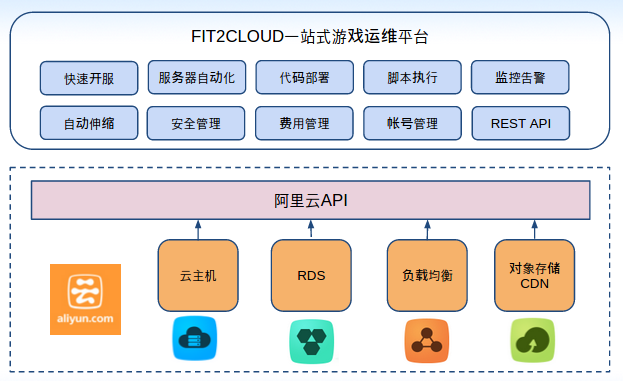 FIT2CLOUD一站式游戏运维平台
快速开服
服务器自动化
代码部署
脚本执行
监控告警
自动伸缩
安全管理
费用管理
帐号管理
REST API
阿里云API
云主机
RDS
负载均衡
对象存储
CDN
云
aliyun.com